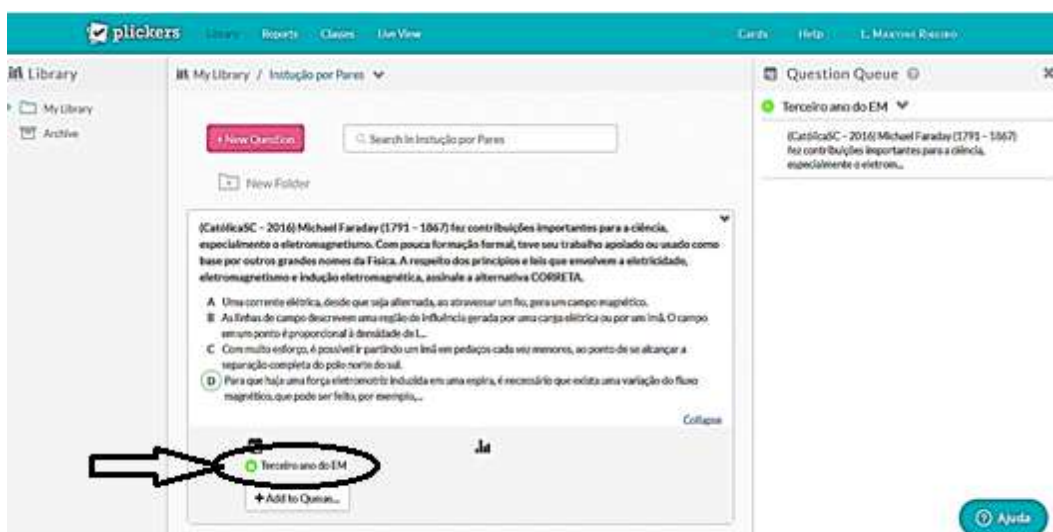 plickers Library Reports Classes Live View Cards Help
Library
My Library / Instução por Pares
Question Queue
My Library
Archive
+New Question
Search in Instução por Pares
New Folder
Terceiro ano do EM
(CatólicaSC - 2016) Michael Faraday (1791 - 1867)
fez contribuições importantes para a ciência,
especialmente o eletrom...
(CatólicaSC - 2016) Michael Faraday (1791 - 1867) fez contribuições importantes para a ciência,
especialmente o eletromagnetismo. Com pouca formação formal, teve seu trabalho apoiado ou usado como
base por outros grandes nomes da Física. A respeito dos princípios e leis que envolvem a eletricidade,
eletromagnetismo e indução eletromagnética, assinale a alternativa CORRETA.
A Uma corrente elétrica, desde que seja alternada, ao atravessar um fio, gera um campo magnético.
B As linhas de campo descrevem uma região de influência gerada por uma carga elétrica ou por um ímã. O campo
em um ponto é proporcional à densidade de l...
C Com muito esforço, é possível ir partindo um ímã em pedaços cada vez menores, ao ponto de se alcançar a
separação completa do polo norte do sul.
D Para que haja uma força eletromotriz induzida em uma espira, é necessário que exista uma variação do fluxo
magnético, que pode ser feito, por exemplo,...
Collapse
Terceiro ano do EM
+ Add to Queue...
Ajuda